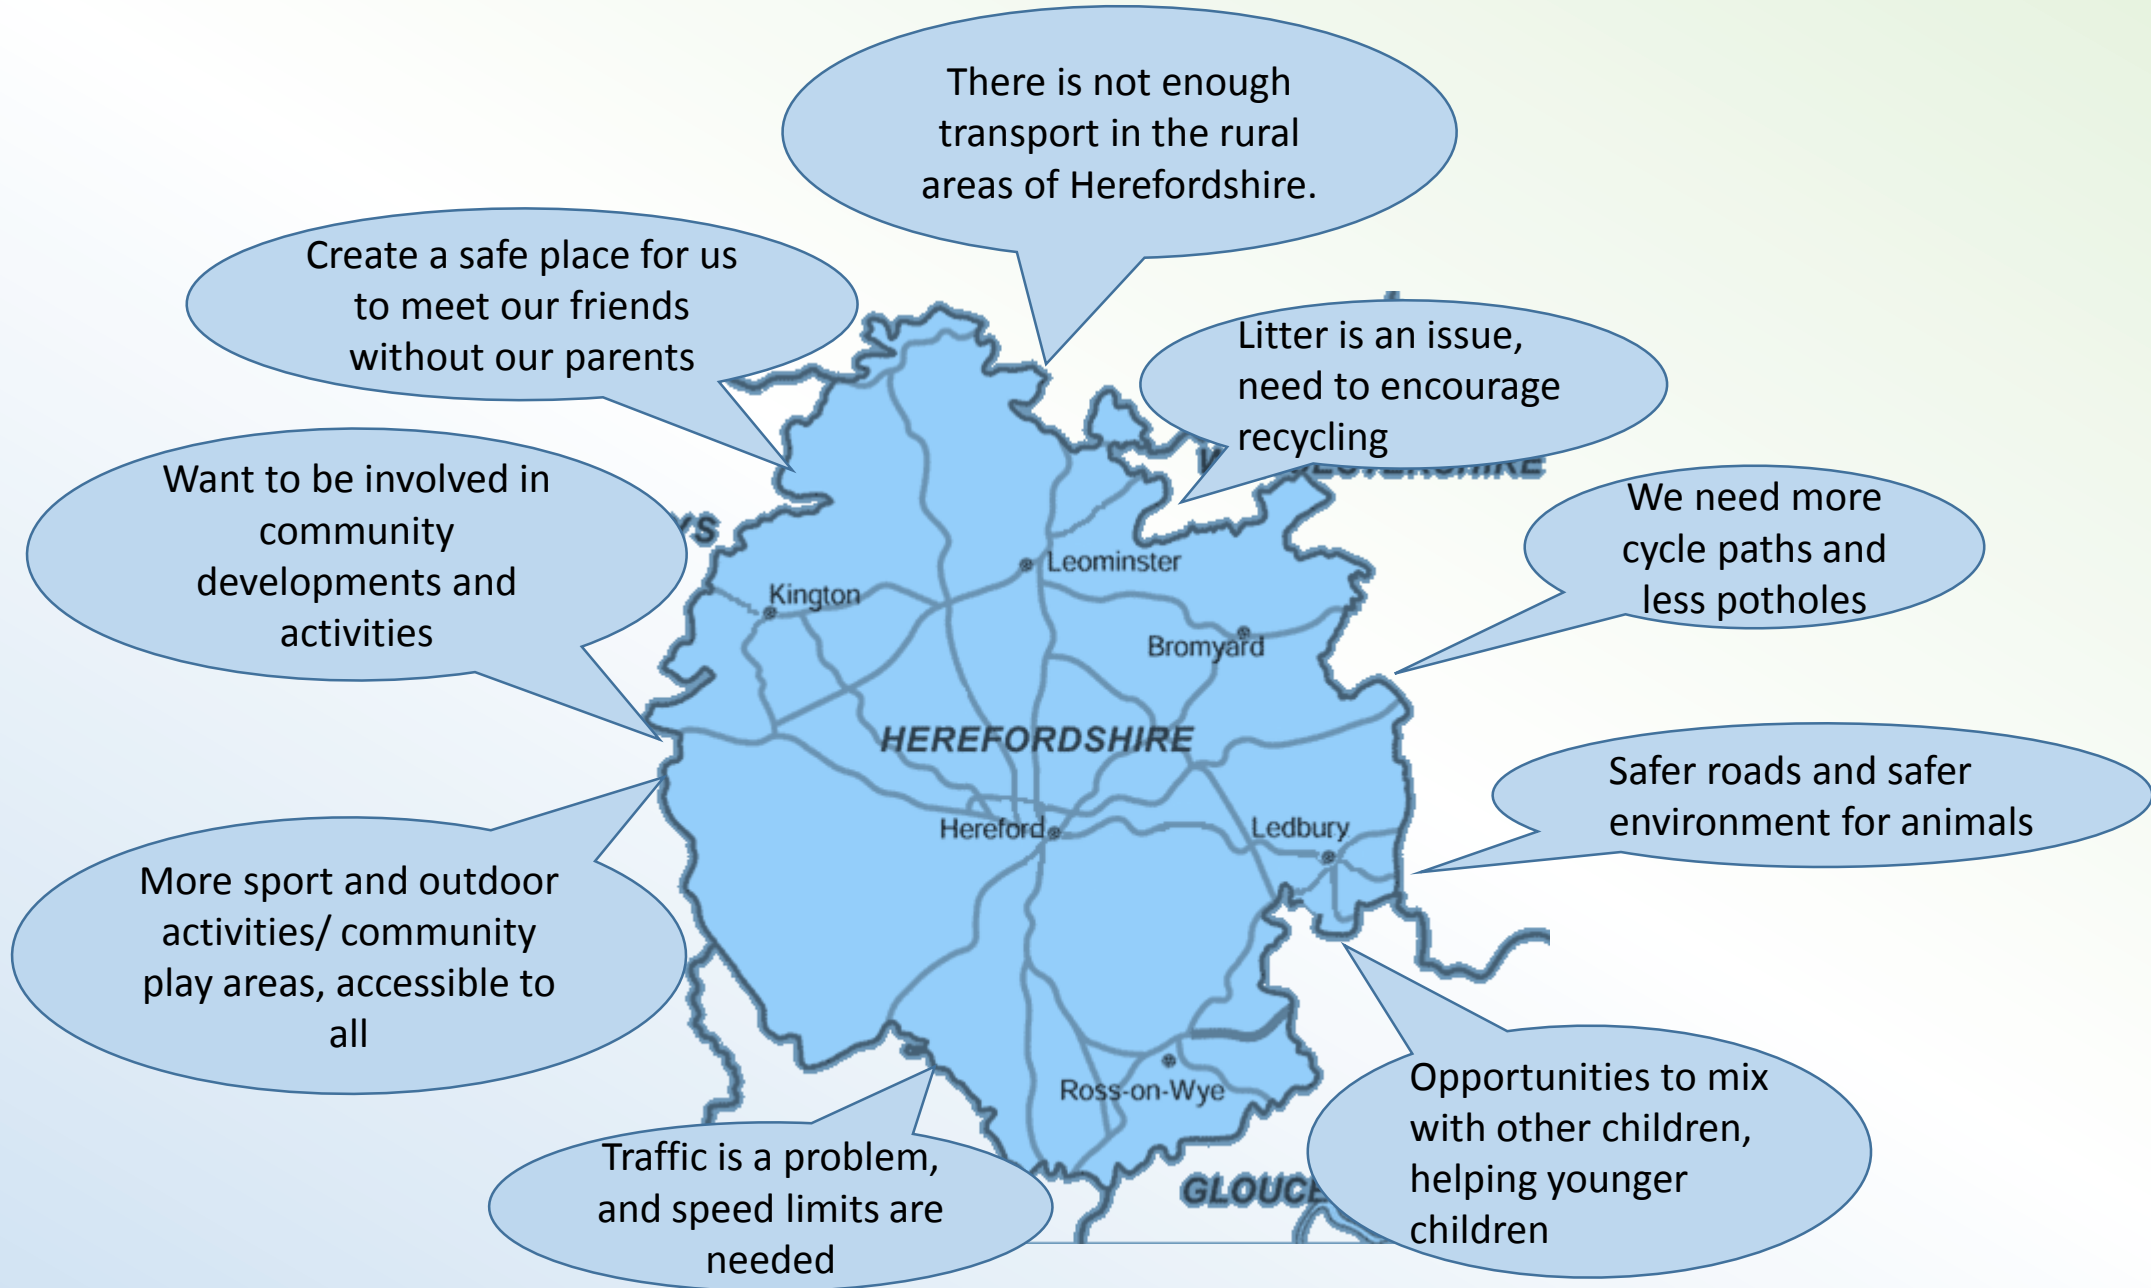 There is not enough
transport in the rural
areas of Herefordshire.
Create a safe place for us
to meet our friends
without our parents
Litter is an issue,
need to encourage
recycling
Want to be involved in
community
developments and
activities
We need more
cycle paths and
less potholes
Leominster
Kington
Bromyard
HEREFORDSHIRE
Safer roads and safer
environment for animals
Hereford
Ledbury
More sport and outdoor
activities/ community
play areas, accessible to
all
Ross-on-Wye
Opportunities to mix
with other children,
helping younger
children
Traffic is a problem,
and speed limits are
needed